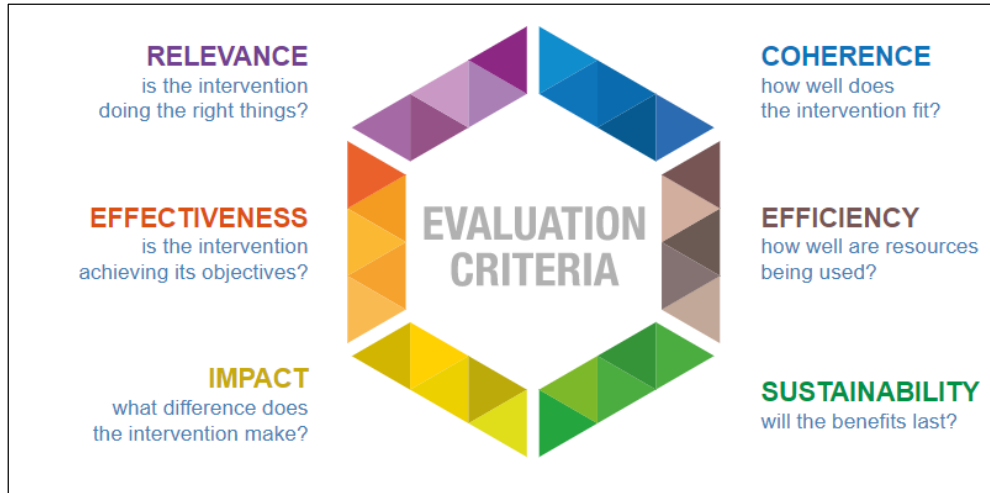 RELEVANCE
is the intervention
doing the right things?
COHERENCE
how well does
the intervention fit?
EFFECTIVENESS
is the intervention
achieving its objectives?
EVALUATION
CRITERIA
EFFICIENCY
how well are resources
being used?
IMPACT
what difference does
the intervention make?
SUSTAINABILITY
will the benefits last?